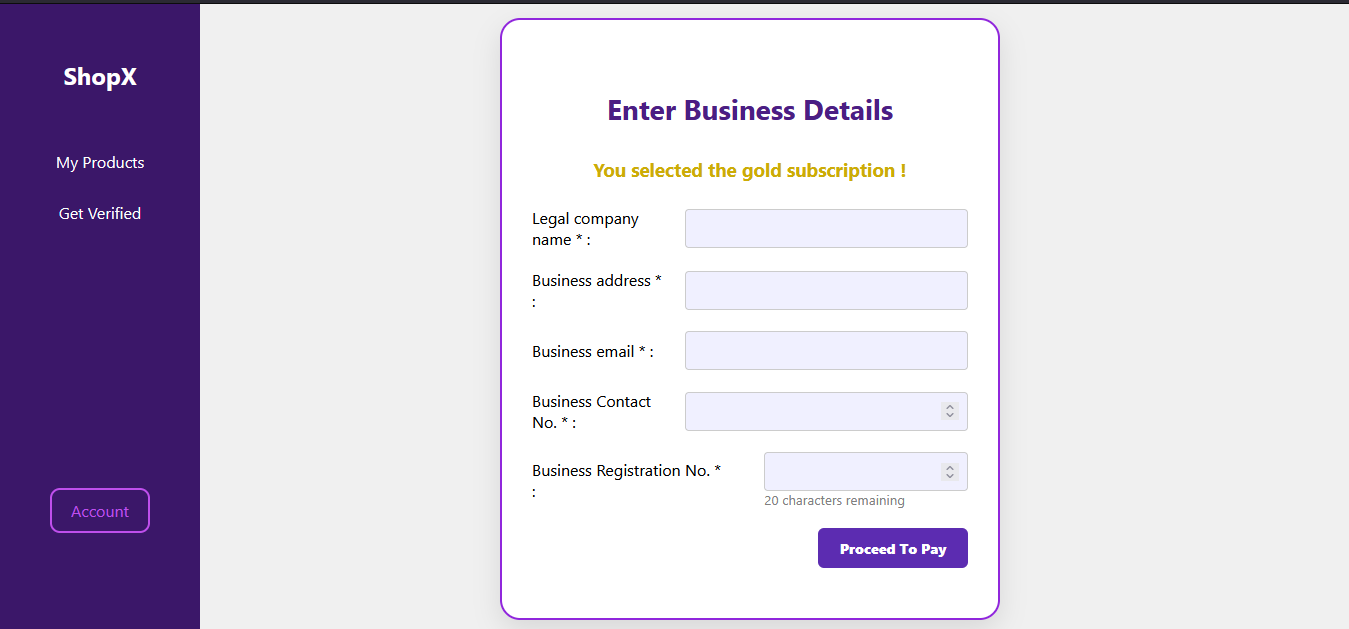 ShopX
My Products
Get Verified
Account
Enter Business Details
You selected the gold subscription !
Legal company
name * :
Business address *
:
Business email * :
Business Contact
No. * :
Business Registration No. *
:
20 characters remaining
Proceed To Pay